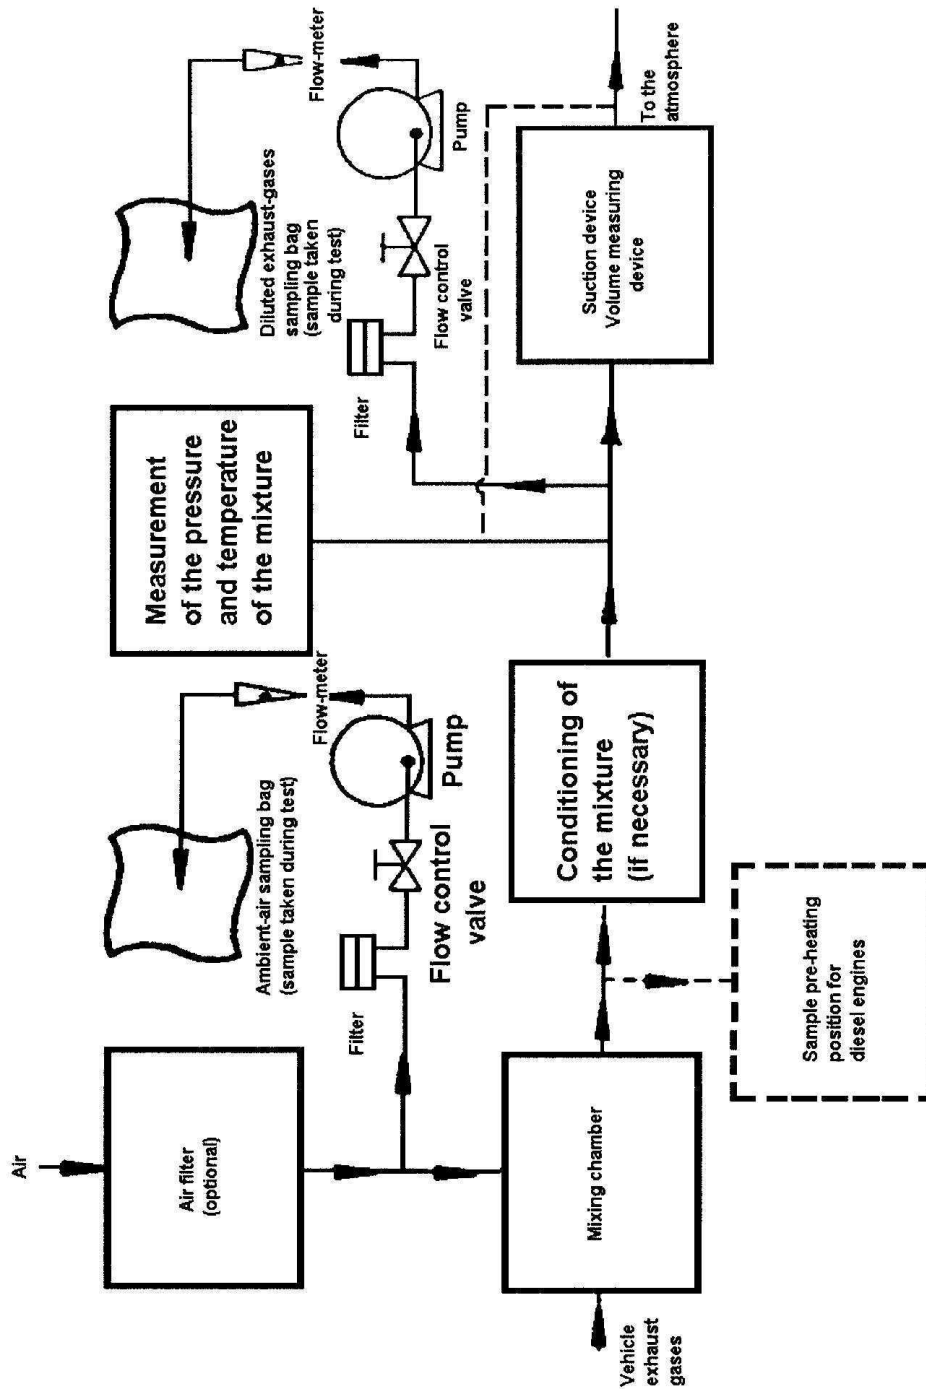 Air
Air filter
(optional)
Ambient-air sampling bag
(sample taken during test)
Flow-meter
Filter
Flow control
valve
Pump
Measurement
of the pressure
and temperature
of the mixture
Diluted exhaust-gases
sampling bag
(sample taken
during test)
Flow-meter
Filter
Flow control
valve
Pump
Vehicle
exhaust
gases
Mixing chamber
Conditioning of
the mixture
(if necessary)
Sample pre-heating
position for
diesel engines
Suction device
Volume measuring
device
To the
atmosphere